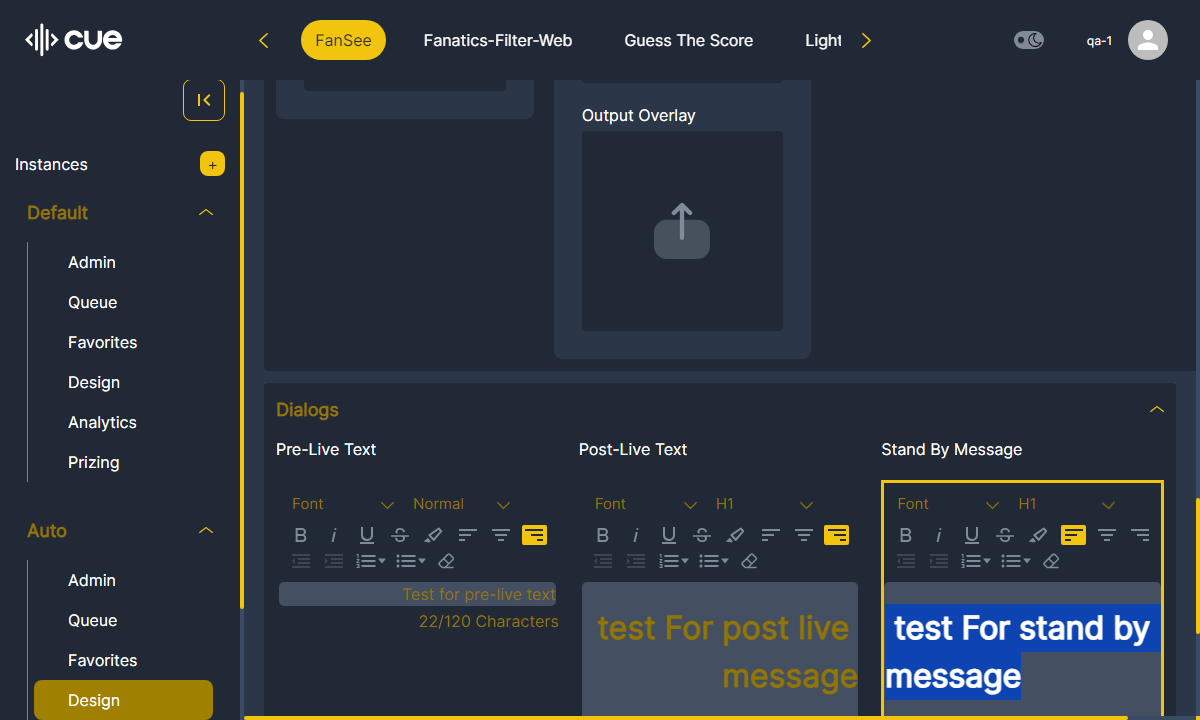 cue
FanSee
Fanatics-Filter-Web
Guess The Score
Light
qa-1
Instances
+
Default
Admin
Queue
Favorites
Design
Analytics
Prizing
Auto
Admin
Queue
Favorites
Design
Output Overlay
Dialogs
Pre-Live Text
Post-Live Text
Stand By Message
Font
Normal
Font
H1
Font
H1
Test for pre-live text
22/120 Characters
test For post live
message
test For stand by
message